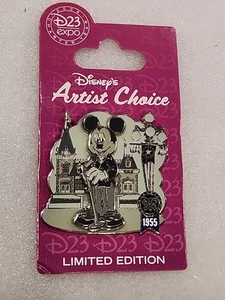 D23
expo
Disney's
Artist Choice
1955
D23 D23 D23
LIMITED EDITION